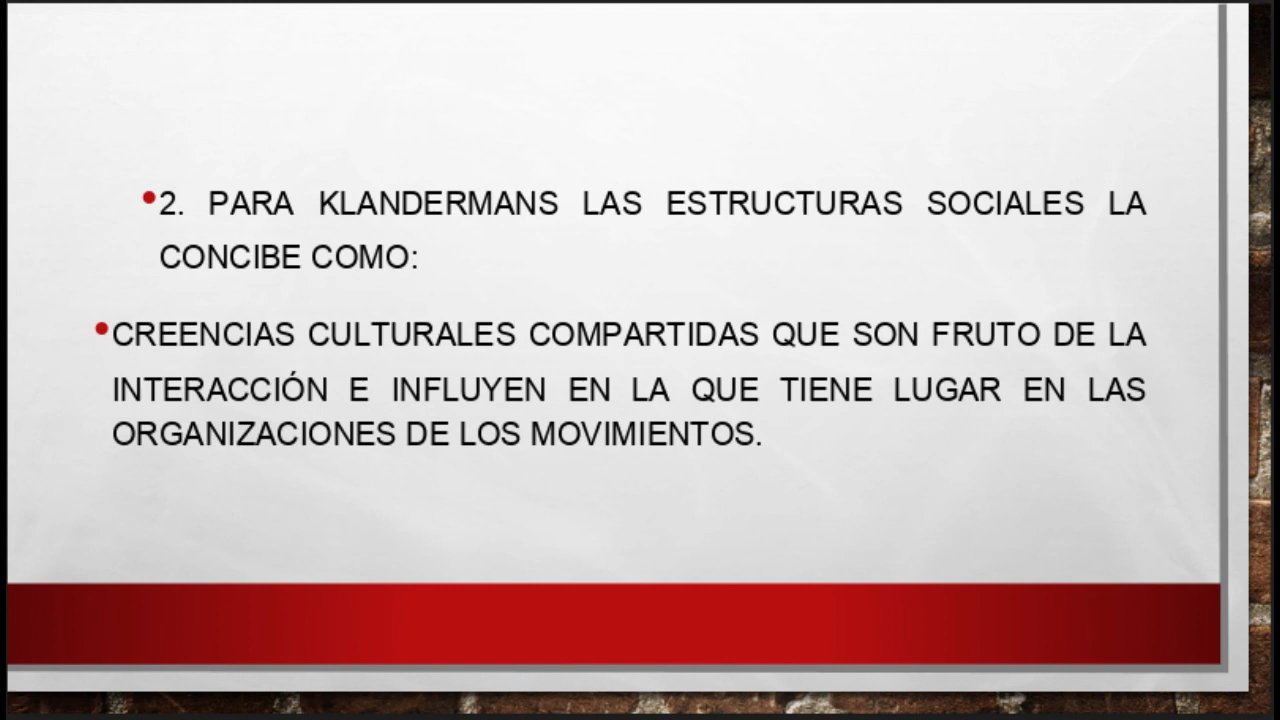 •2. PARA KLANDERMANS LAS ESTRUCTURAS SOCIALES LA
CONCIBE COMO:
•CREENCIAS CULTURALES COMPARTIDAS QUE SON FRUTO DE LA
INTERACCIÓN E INFLUYEN EN LA QUE TIENE LUGAR EN LAS
ORGANIZACIONES DE LOS MOVIMIENTOS.